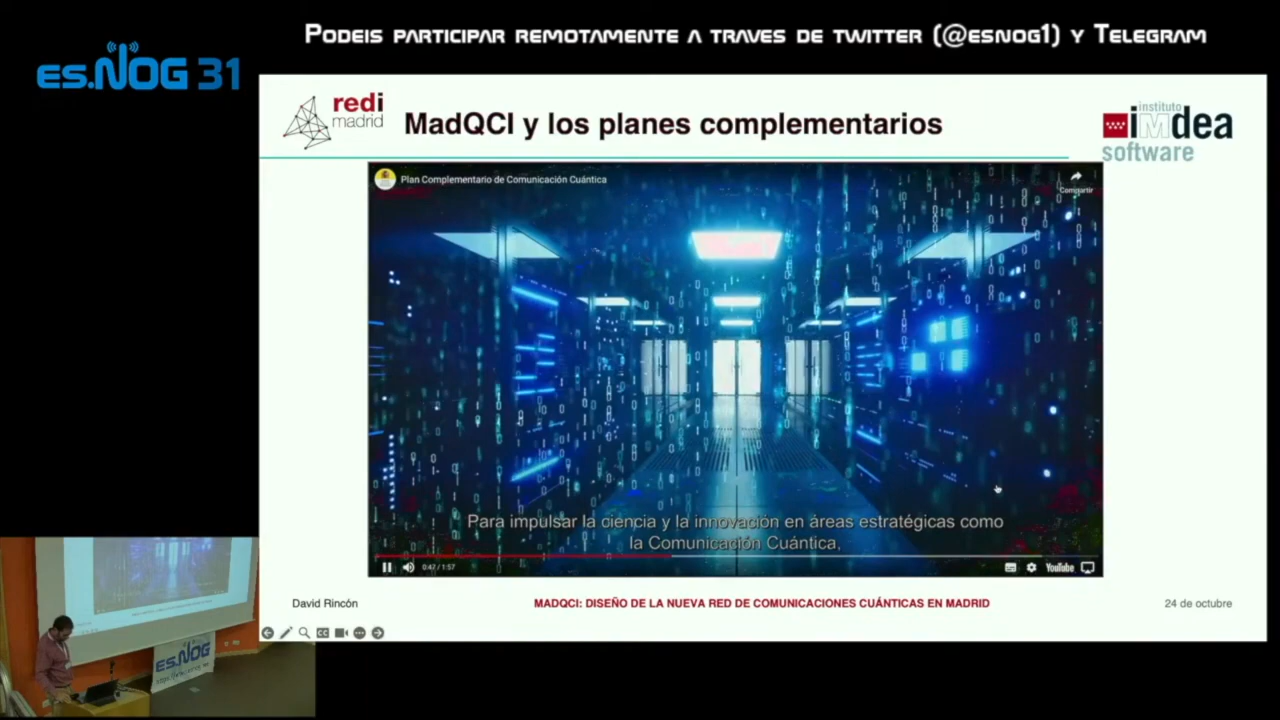 PODEIS PARTICIPAR REMOTAMENTE A TRAVES DE TWITTER (@ESNOG1) Y TELEGRAM
es.NOG 31
redi
madrid
MadQCI y los planes complementarios
instituto
iMdea
software
Plan Complementario de Comunicación Cuántica
Compartir
Para impulsar la ciencia y la innovación en áreas estratégicas como
la Comunicación Cuántica,
0:47 / 1:57
YouTube
David Rincón
MADQCI: DISEÑO DE LA NUEVA RED DE COMUNICACIONES CUÁNTICAS EN MADRID
24 de octubre
ES.NOG